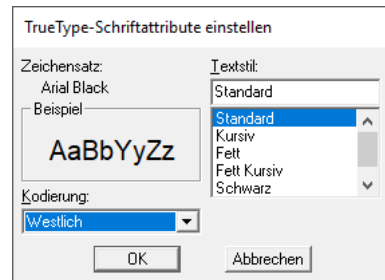 TrueType-Schriftattribute einstellen
Zeichensatz:
Arial Black
Beispiel
AaBbYyZz
Kodierung:
Westlich
Textstil:
Standard
Standard
Kursiv
Fett
Fett Kursiv
Schwarz
OK
Abbrechen